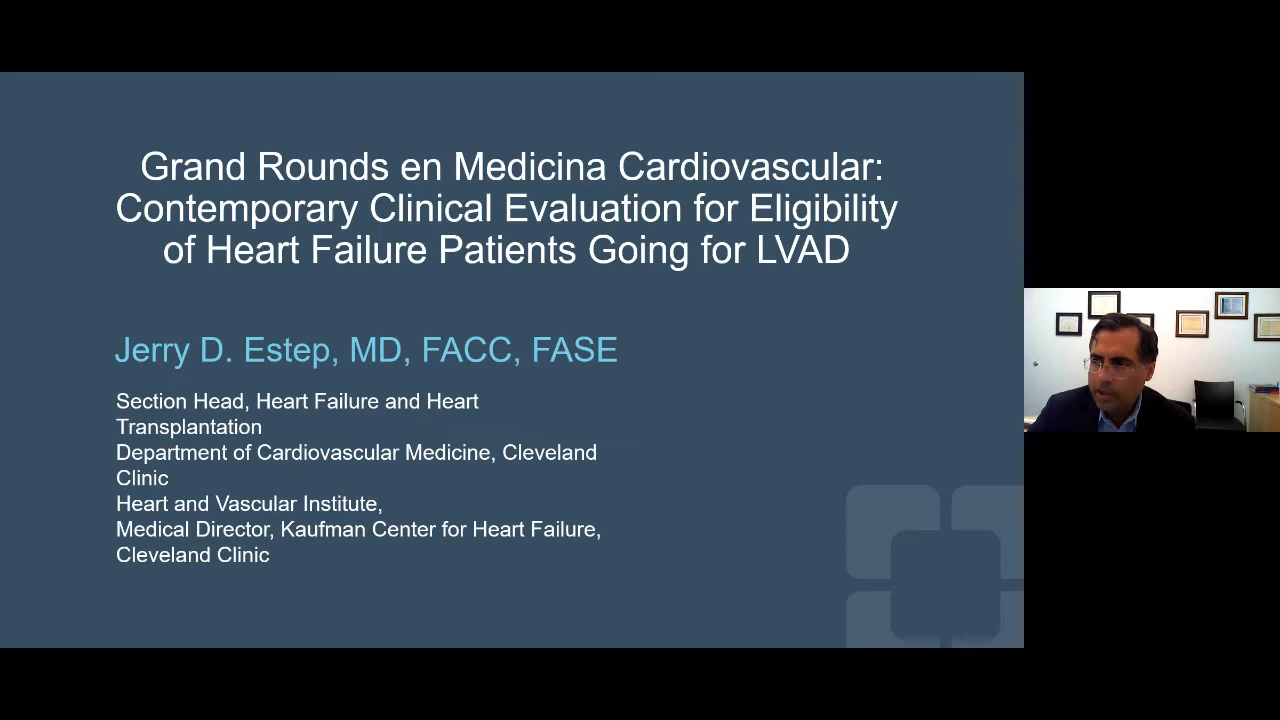 Grand Rounds en Medicina Cardiovascular:
Contemporary Clinical Evaluation for Eligibility
of Heart Failure Patients Going for LVAD
Jerry D. Estep, MD, FACC, FASE
Section Head, Heart Failure and Heart
Transplantation
Department of Cardiovascular Medicine, Cleveland
Clinic
Heart and Vascular Institute,
Medical Director, Kaufman Center for Heart Failure,
Cleveland Clinic